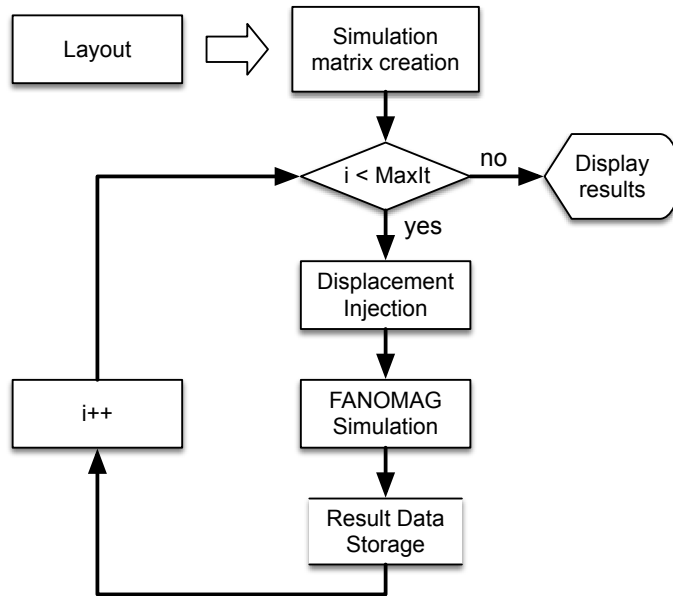 Layout
Simulation
matrix creation
i < MaxIt
no
Display
results
yes
Displacement
Injection
FANOMAG
Simulation
i++
Result Data
Storage